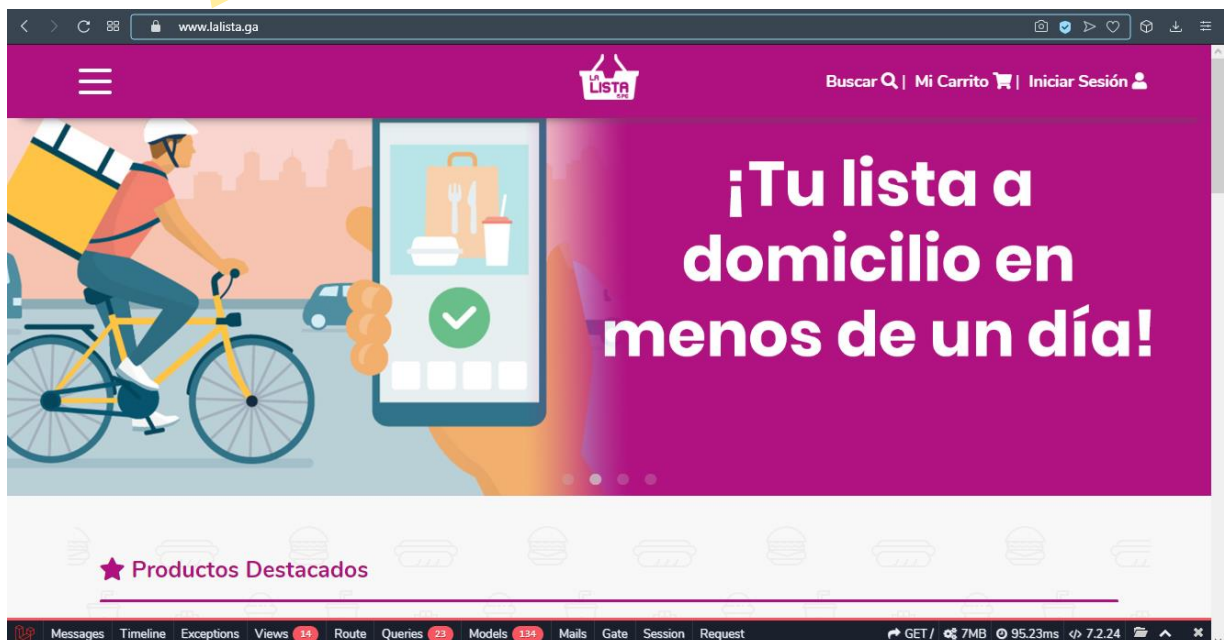 www.lalista.ga
LA
LISTA
Buscar | Mi Carrito | Iniciar Sesión
¡Tu lista a
domicilio en
menos de un día!
Productos Destacados
Messages Timeline Exceptions Views 14 Route Queries 23 Models 134 Mails Gate Session Request GET / 7MB 95.23ms 7.2.24